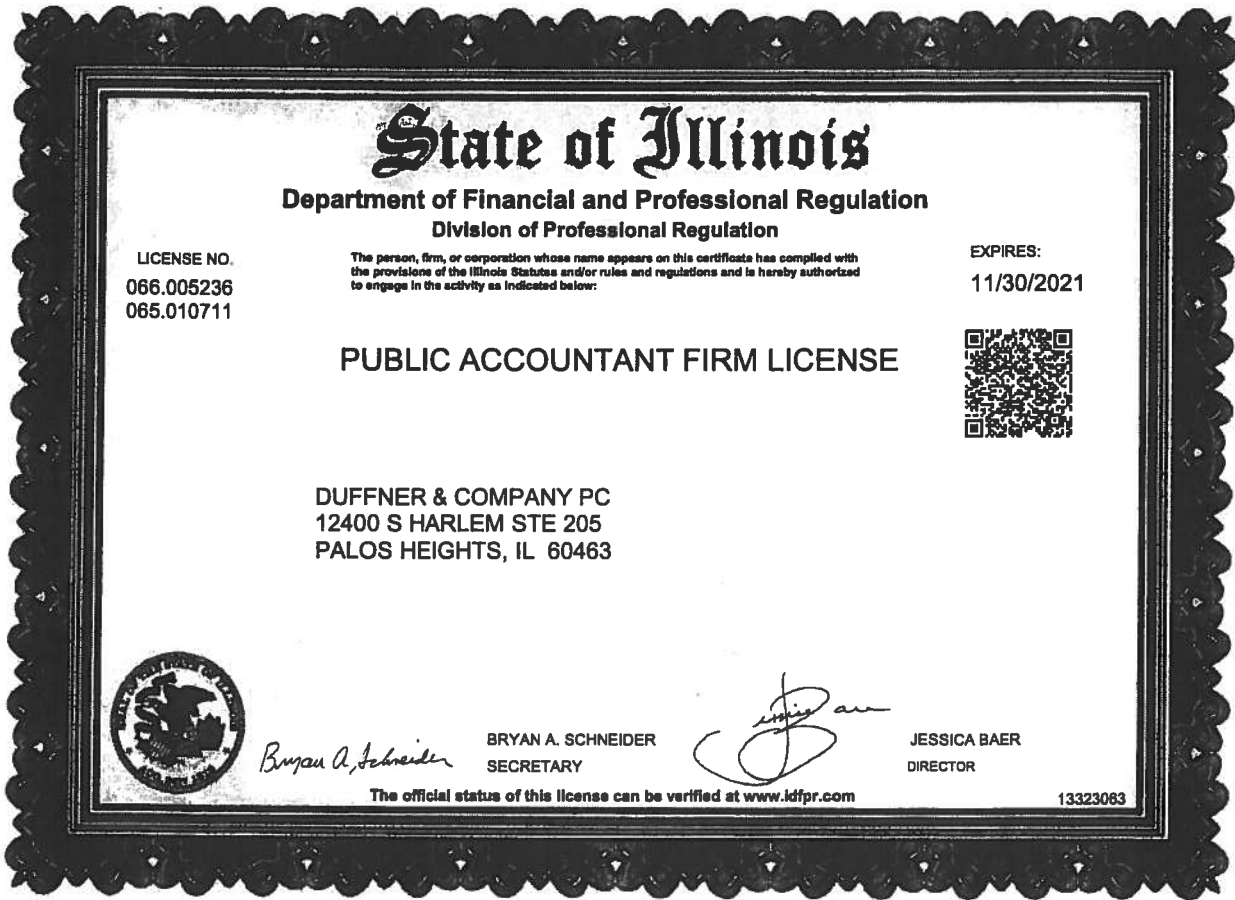 State of Illinois
Department of Financial and Professional Regulation
Division of Professional Regulation
LICENSE NO.
066.005236
065.010711
The person, firm, or corporation whose name appears on this certificate has complied with
the provisions of the Illinois Statutes and/or rules and regulations and is hereby authorized
to engage in the activity as indicated below:
EXPIRES:
11/30/2021
PUBLIC ACCOUNTANT FIRM LICENSE
DUFFNER & COMPANY PC
12400 S HARLEM STE 205
PALOS HEIGHTS, IL 60463
Bryan A. Schneider
BRYAN A. SCHNEIDER
SECRETARY
JESSICA BAER
DIRECTOR
The official status of this license can be verified at www.idfpr.com
13323063